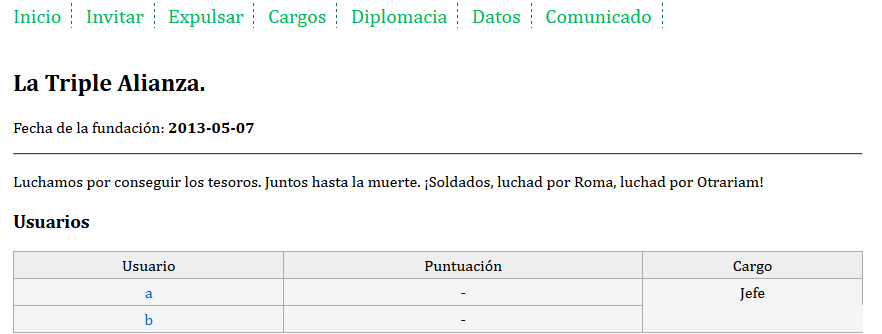 Inicio Invitar Expulsar Cargos Diplomacia Datos Comunicado
La Triple Alianza.
Fecha de la fundación: 2013-05-07
Luchamos por conseguir los tesoros. Juntos hasta la muerte. ¡Soldados, luchad por Roma, luchad por Otrariam!
Usuarios
Usuario Puntuación Cargo
a - Jefe
b -